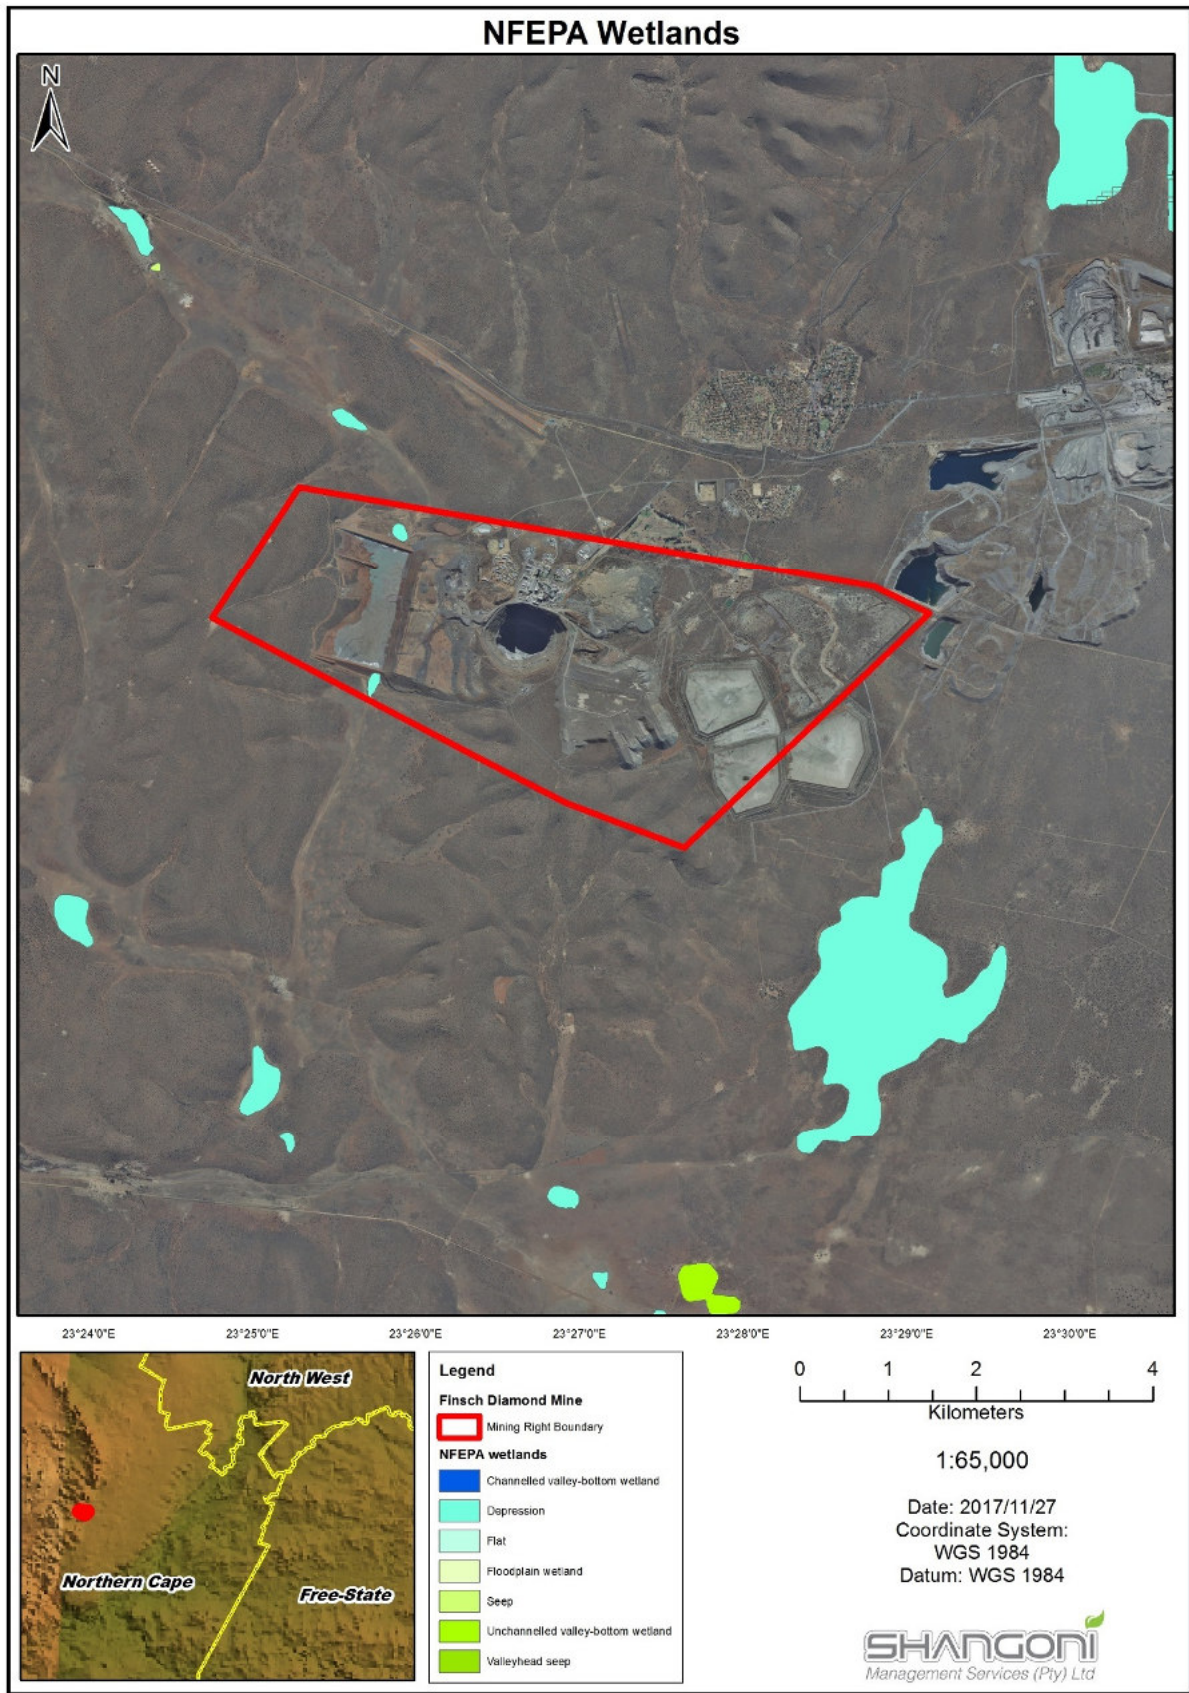 NFEPA Wetlands
N
23°24'0"E
23°25'0"E
23°26'0"E
23°27'0"E
23°28'0"E
23°29'0"E
23°30'0"E
North West
Northern Cape
Free-State
Legend
Finsch Diamond Mine
Mining Right Boundary
NFEPA wetlands
Channelled valley-bottom wetland
Depression
Flat
Floodplain wetland
Seep
Unchannelled valley-bottom wetland
Valleyhead seep
0 1 2 4
Kilometers
1:65,000
Date: 2017/11/27
Coordinate System:
WGS 1984
Datum: WGS 1984
SHANGONI
Management Services (Pty) Ltd